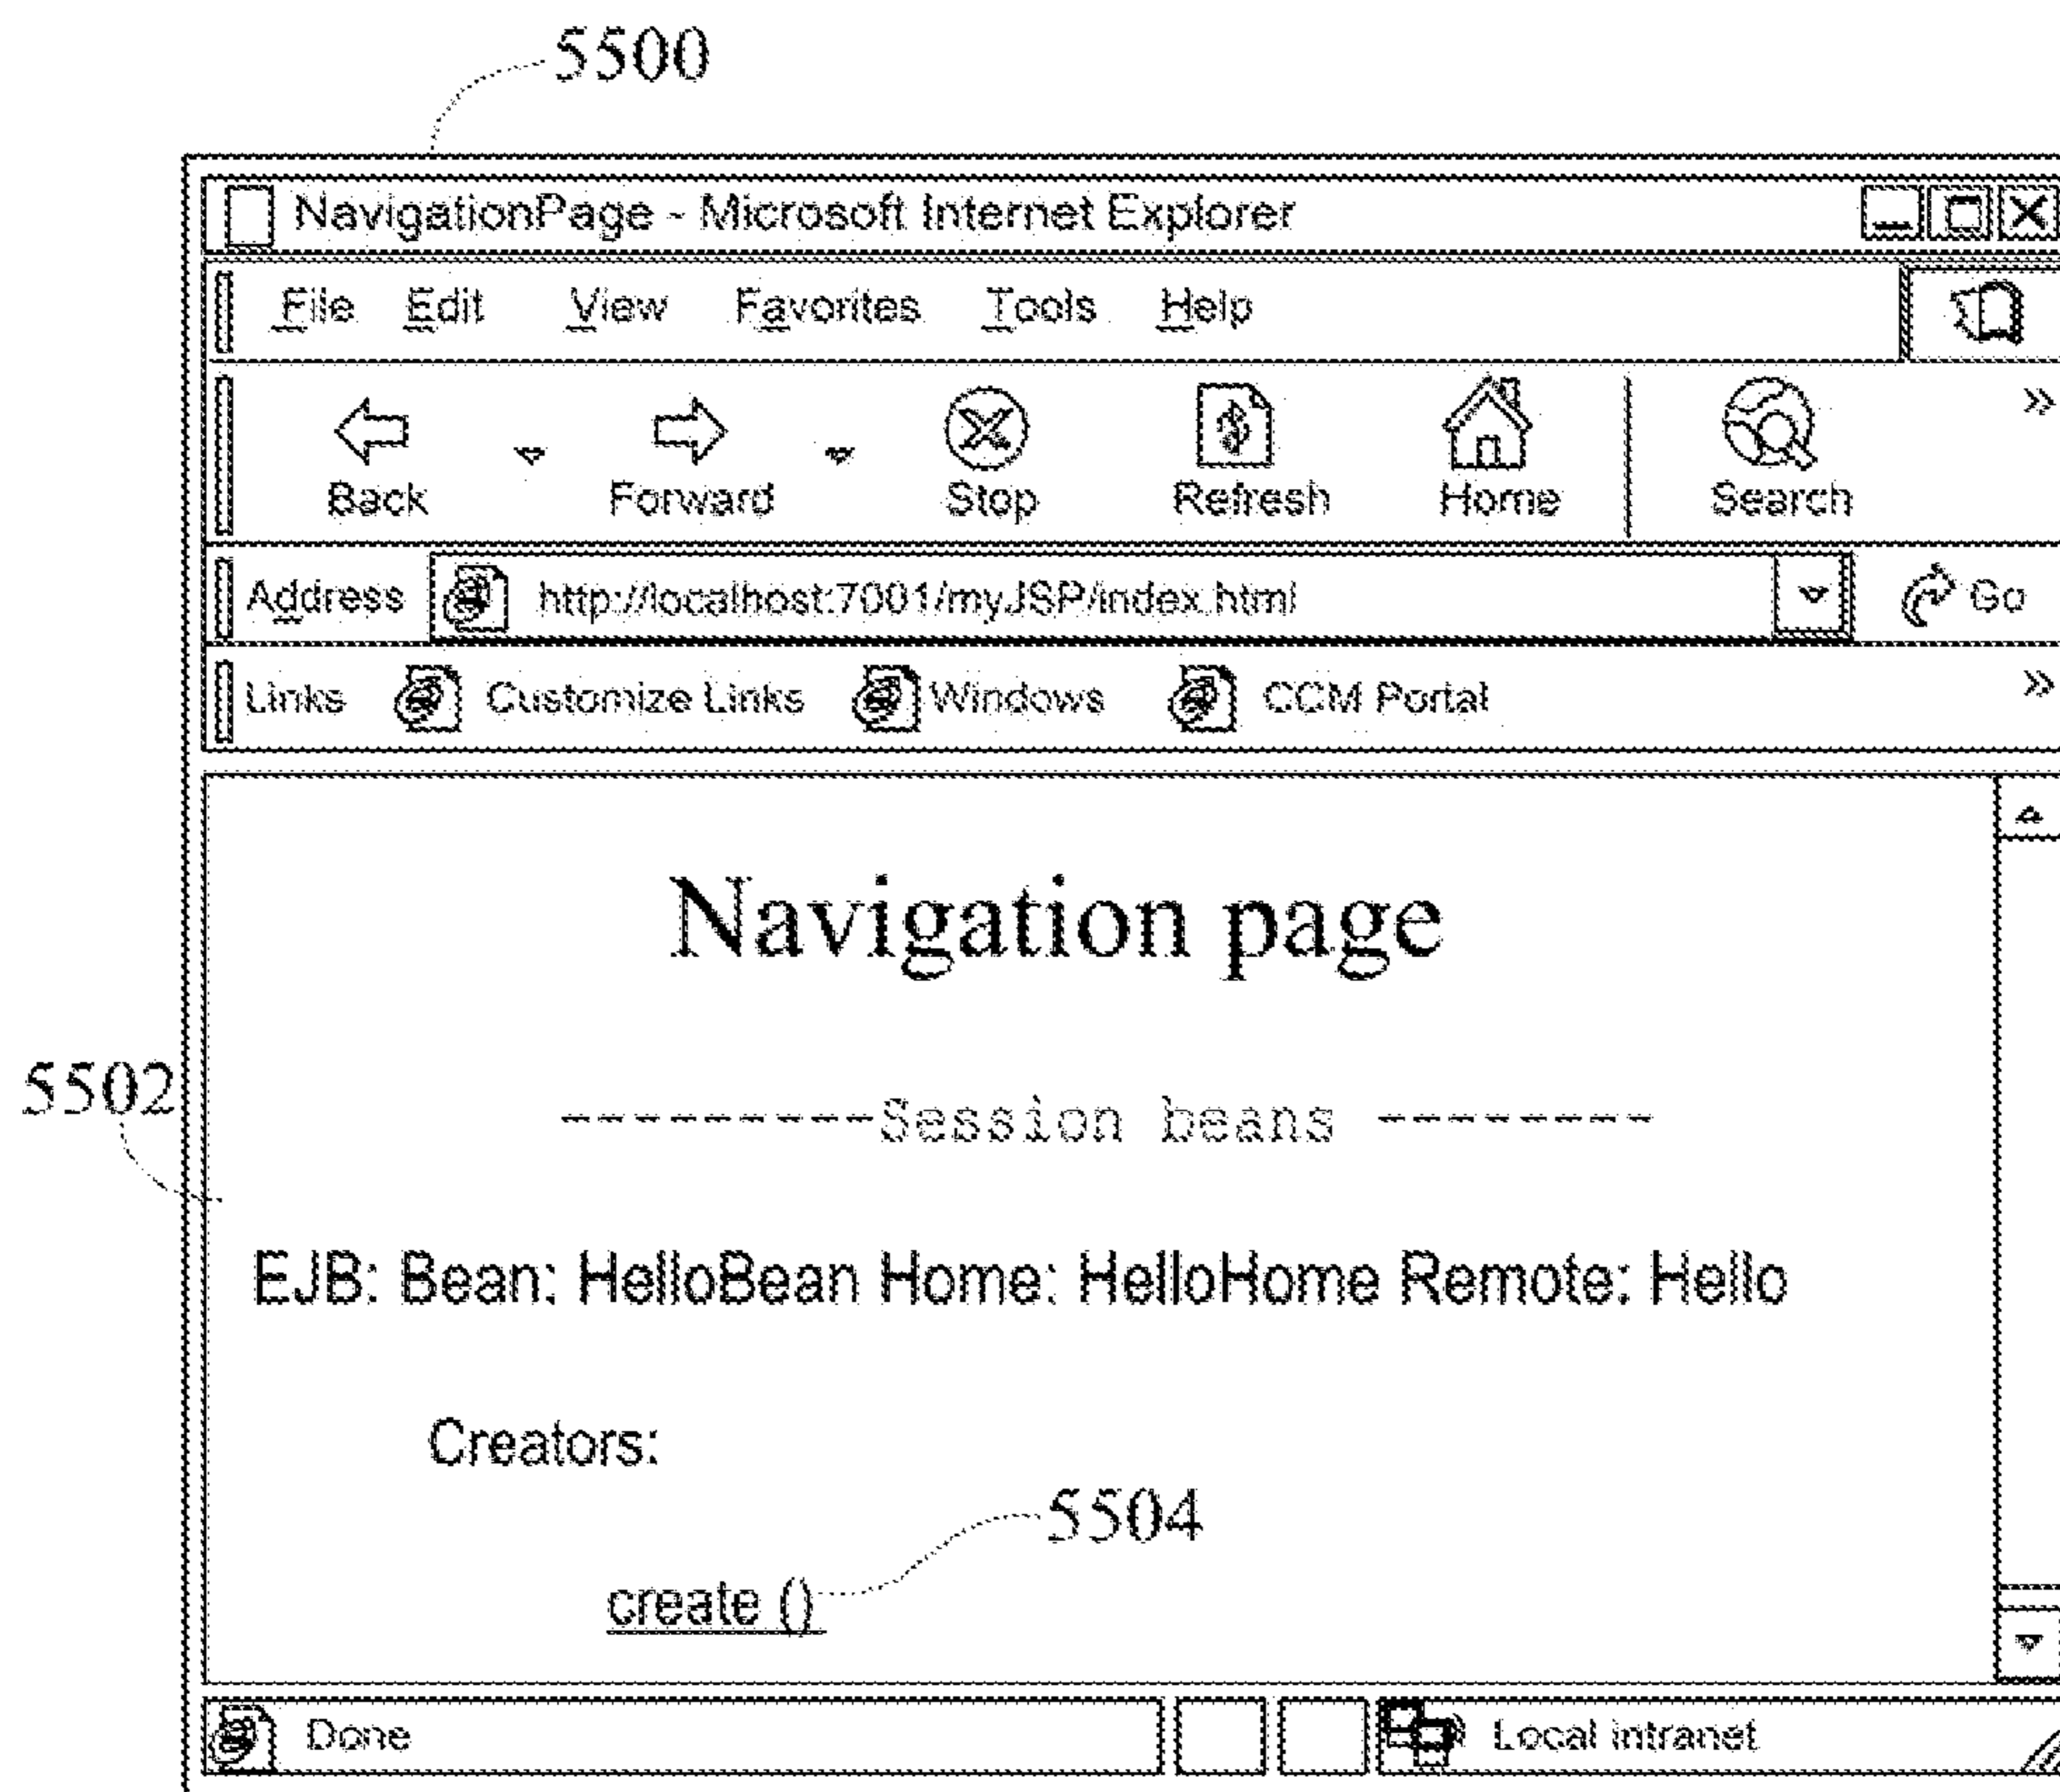 5500
NavigationPage - Microsoft Internet Explorer
File Edit View Favorites Tools Help
Back Forward Stop Refresh Home Search »
Address http://localhost:7001/myJSP/index.html Go
Links Customize Links Windows CCM Portal »
Navigation page
5502
---------Session beans --------
EJB: Bean: HelloBean Home: HelloHome Remote: Hello
Creators:
5504
create ()
Done Local intranet